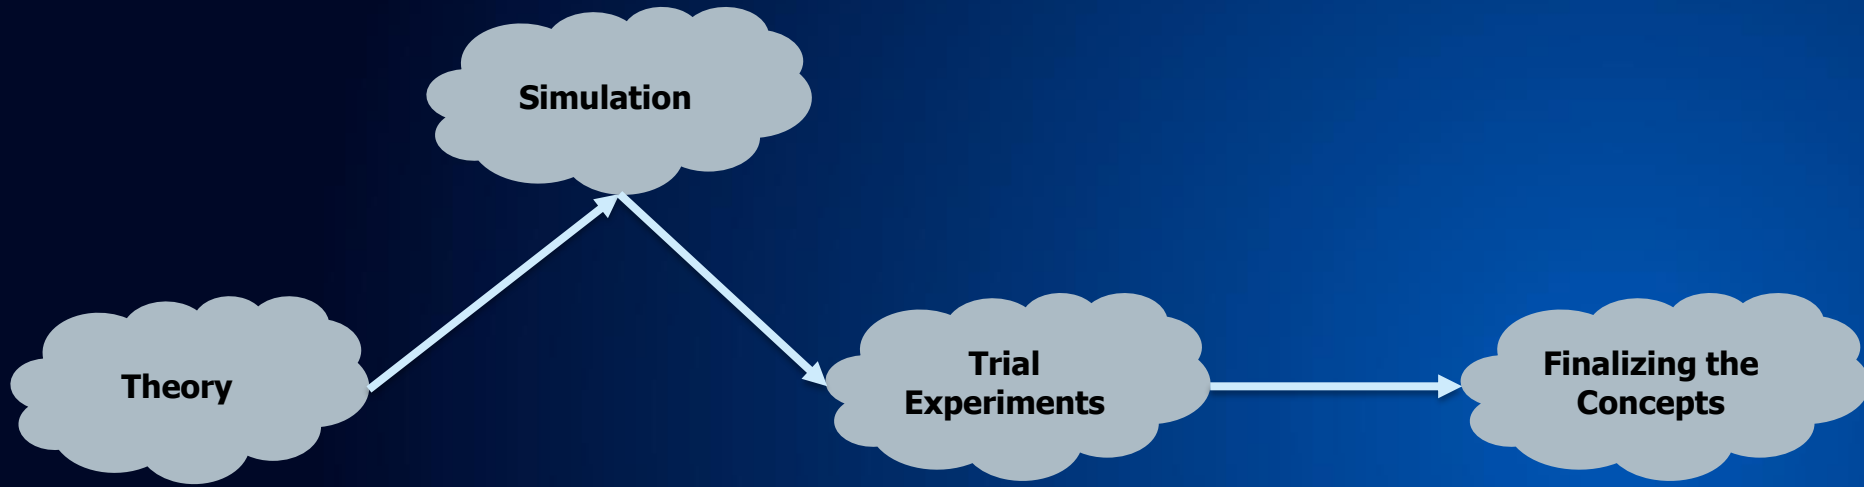 Simulation
Theory
Trial
Experiments
Finalizing the
Concepts